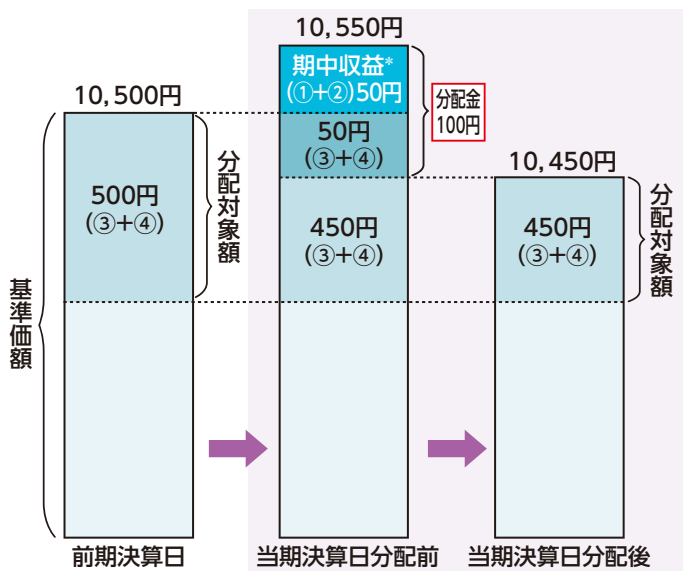 基準価額
10,500円
500円
(③+④)
分配対象額
前期決算日
10,550円
期中収益*
(①+②)50円
50円
(③+④)
450円
(③+④)
分配金
100円
当期決算日分配前
10,450円
450円
(③+④)
分配対象額
当期決算日分配後